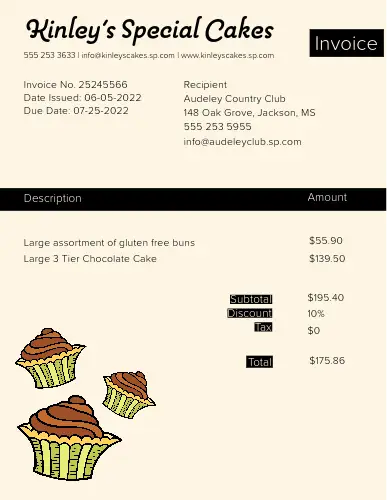 Kinley's Special Cakes
555 253 3633 | info@kinleyscakes.sp.com | www.kinleyscakes.sp.com
Invoice
Invoice No. 25245566
Date Issued: 06-05-2022
Due Date: 07-25-2022
Recipient
Audeley Country Club
148 Oak Grove, Jackson, MS
555 253 5955
info@audeleyclub.sp.com
Description Amount
Large assortment of gluten free buns $55.90
Large 3 Tier Chocolate Cake $139.50
Subtotal $195.40
Discount 10%
Tax $0
Total $175.86